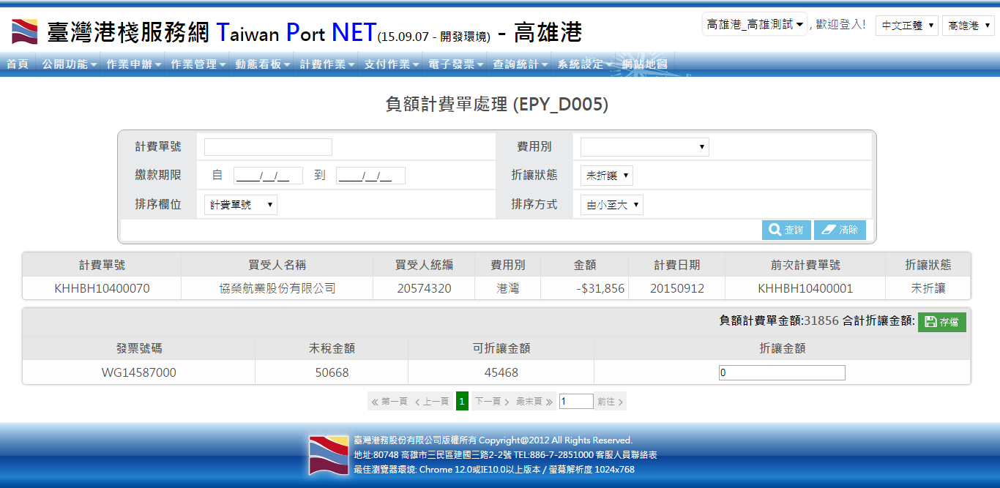 臺灣港棧服務網 Taiwan Port NET(15.09.07 - 開發環境) - 高雄港
高雄港_高雄測試 , 歡迎登入! 中文正體 高雄港
首頁 公開功能 作業申辦 作業管理 動態看板 計費作業 支付作業 電子發票 查詢統計 系統設定 網站地圖
負額計費單處理 (EPY_D005)
計費單號 費用別
繳款期限 自 ____/__/__ 到 ____/__/__ 折讓狀態 未折讓
排序欄位 計費單號 排序方式 由小至大
查詢 清除
計費單號 買受人名稱 買受人統編 費用別 金額 計費日期 前次計費單號 折讓狀態
KHHBH10400070 協榮航業股份有限公司 20574320 港灣 -$31,856 20150912 KHHBH10400001 未折讓
負額計費單金額:31856 合計折讓金額: 存檔
發票號碼 未稅金額 可折讓金額 折讓金額
WG14587000 50668 45468 0
« 第一頁 ‹ 上一頁 1 下一頁 › 最末頁 » 1 前往 ›
臺灣港務股份有限公司版權所有 Copyright@2012 All Rights Reserved.
地址:80748 高雄市三民區建國三路2-2號 TEL:886-7-2851000 客服人員聯絡表
最佳瀏覽器環境: Chrome 12.0或IE10.0以上版本 / 螢幕解析度 1024x768